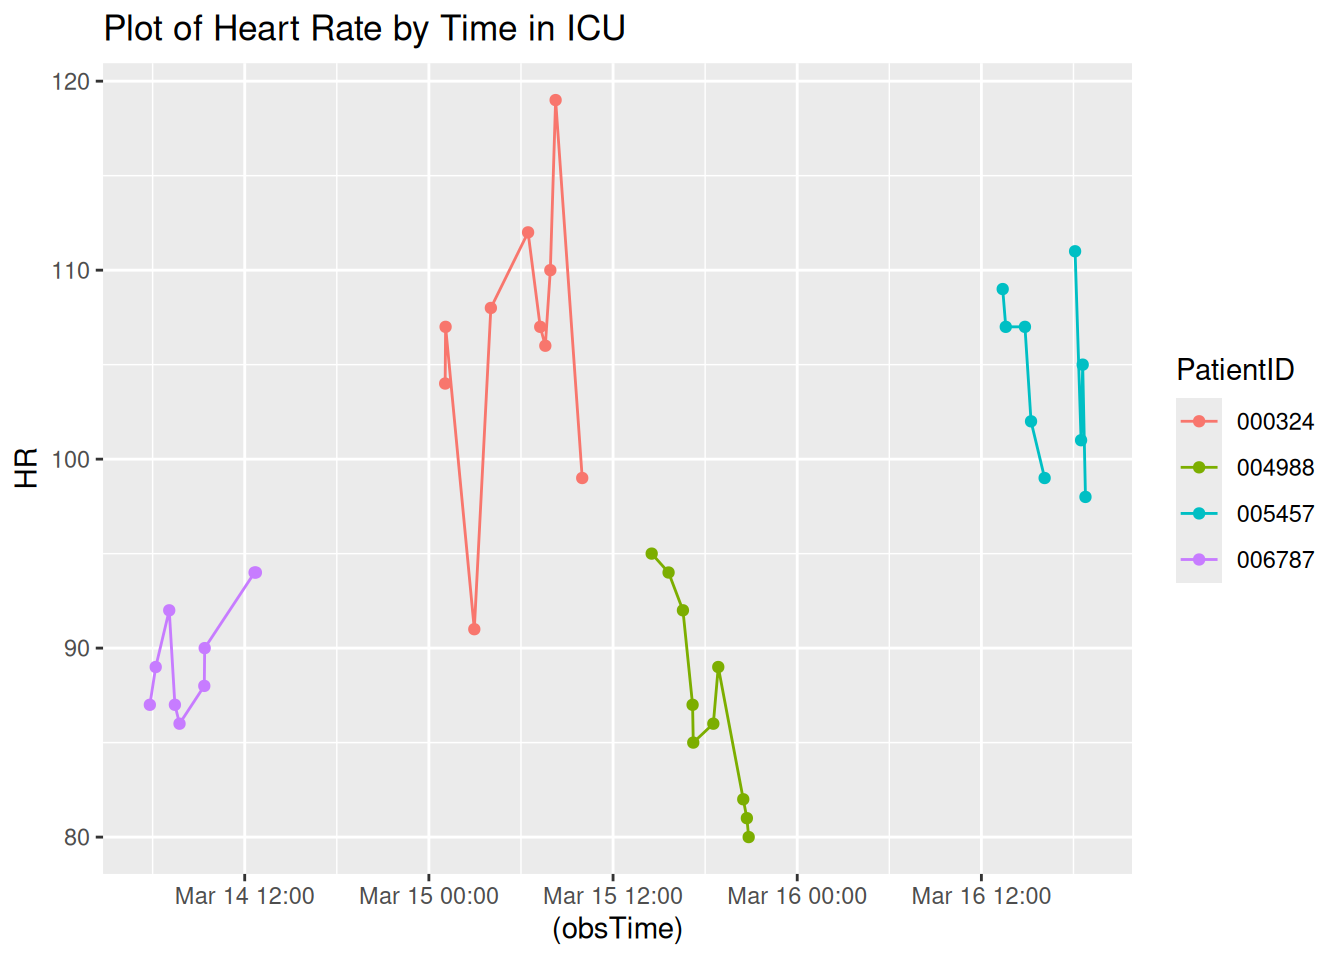 Plot of Heart Rate by Time in ICU
120
110
100
90
80
HR
Mar 14 12:00
Mar 15 00:00
Mar 15 12:00
Mar 16 00:00
Mar 16 12:00
(obsTime)
PatientID
000324
004988
005457
006787